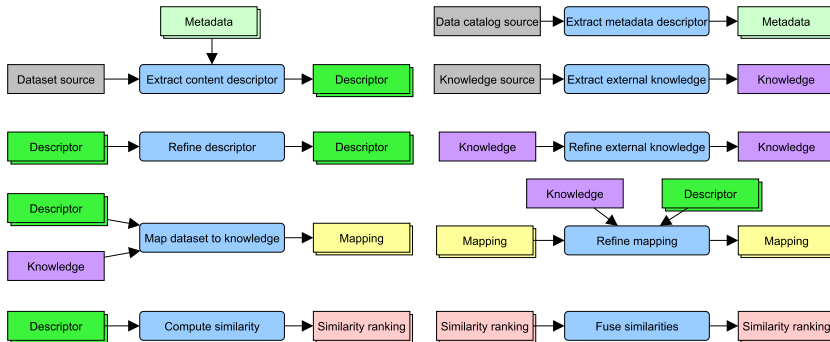 Metadata
Dataset source
Extract content descriptor
Descriptor
Data catalog source
Extract metadata descriptor
Metadata
Knowledge source
Extract external knowledge
Knowledge
Descriptor
Refine descriptor
Descriptor
Knowledge
Refine external knowledge
Knowledge
Descriptor
Knowledge
Map dataset to knowledge
Mapping
Knowledge
Descriptor
Mapping
Refine mapping
Mapping
Descriptor
Compute similarity
Similarity ranking
Similarity ranking
Fuse similarities
Similarity ranking